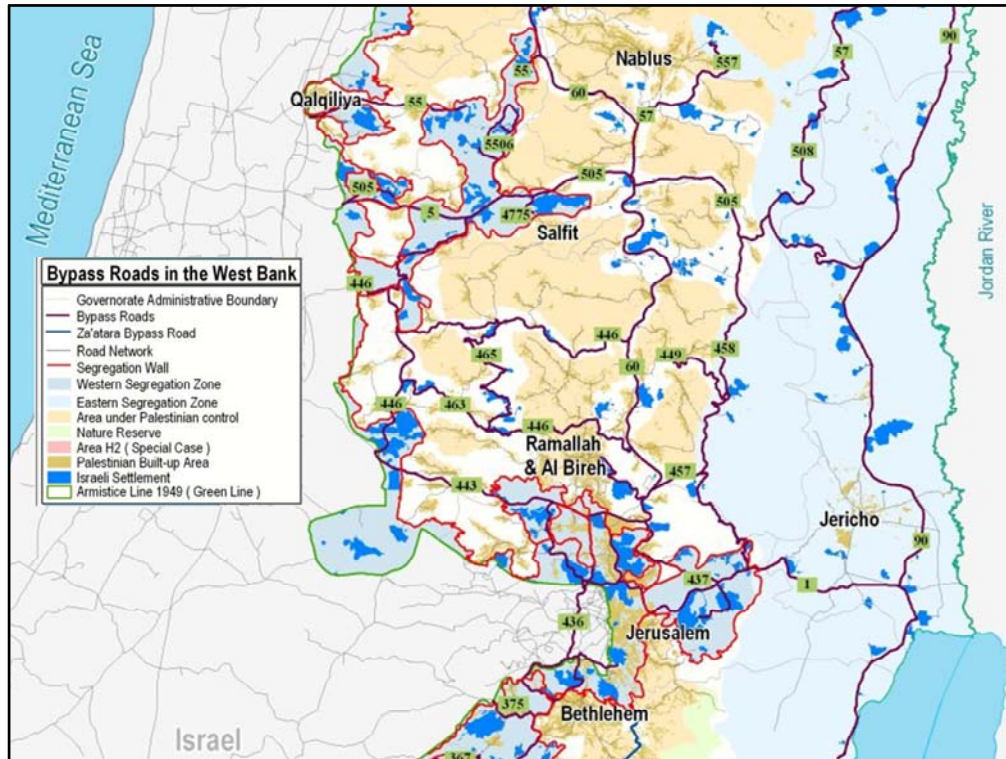 Mediterranean Sea
Nablus
57
90
557
55
60
Qalqiliya
55
57
5506
508
505
505
505
5
4775
Salfit
Jordan River
446
Bypass Roads in the West Bank
Governorate Administrative Boundary
Bypass Roads
Za'atara Bypass Road
Road Network
Segregation Wall
Western Segregation Zone
Eastern Segregation Zone
Area under Palestinian control
Nature Reserve
Area H2 ( Special Case )
Palestinian Built-up Area
Israeli Settlement
Armistice Line 1949 ( Green Line )
446
465
449
458
60
446
463
446
Ramallah
& Al Bireh
443
457
Jericho
90
437
1
436
Jerusalem
375
Bethlehem
Israel
367